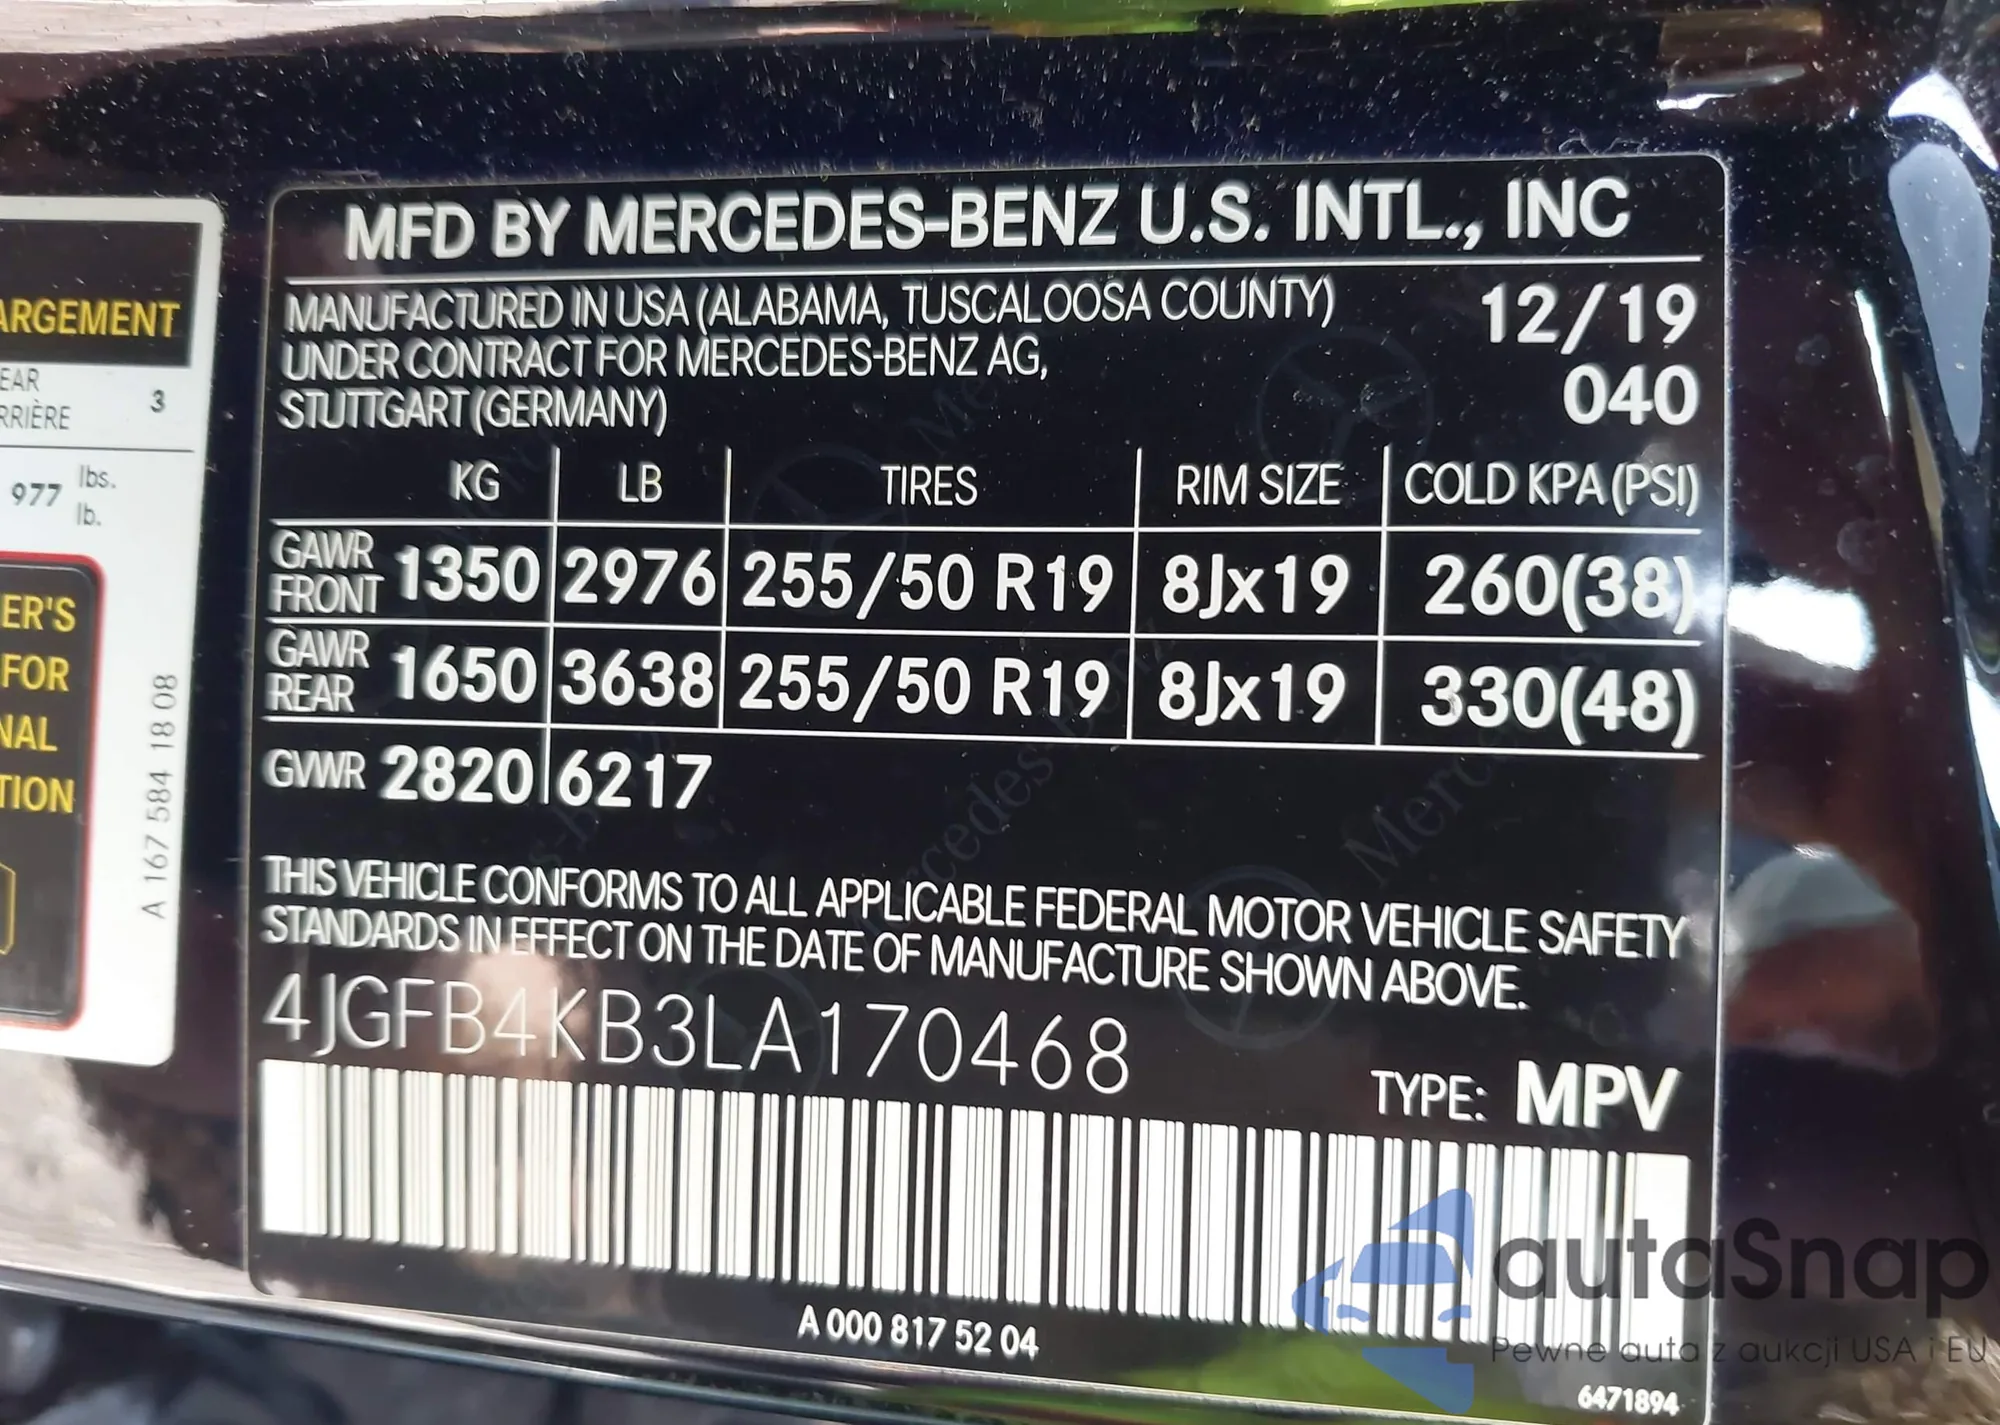 ARGEMENT
EAR
RRIÈRE 3
977 lbs.
lb.
ER'S
FOR
NAL
TION
A 167 584 18 08
MFD BY MERCEDES-BENZ U.S. INTL., INC
MANUFACTURED IN USA (ALABAMA, TUSCALOOSA COUNTY) 12/19
UNDER CONTRACT FOR MERCEDES-BENZ AG,
STUTTGART (GERMANY) 040
KG LB TIRES RIM SIZE COLD KPA (PSI)
GAWR FRONT 1350 2976 255/50 R19 8Jx19 260(38)
GAWR REAR 1650 3638 255/50 R19 8Jx19 330(48)
GVWR 2820 6217
THIS VEHICLE CONFORMS TO ALL APPLICABLE FEDERAL MOTOR VEHICLE SAFETY
STANDARDS IN EFFECT ON THE DATE OF MANUFACTURE SHOWN ABOVE.
4JGFB4KB3LA170468
TYPE: MPV
A 000 817 52 04
6471894
autaSnap
Pewne auta z aukcji USA i EU